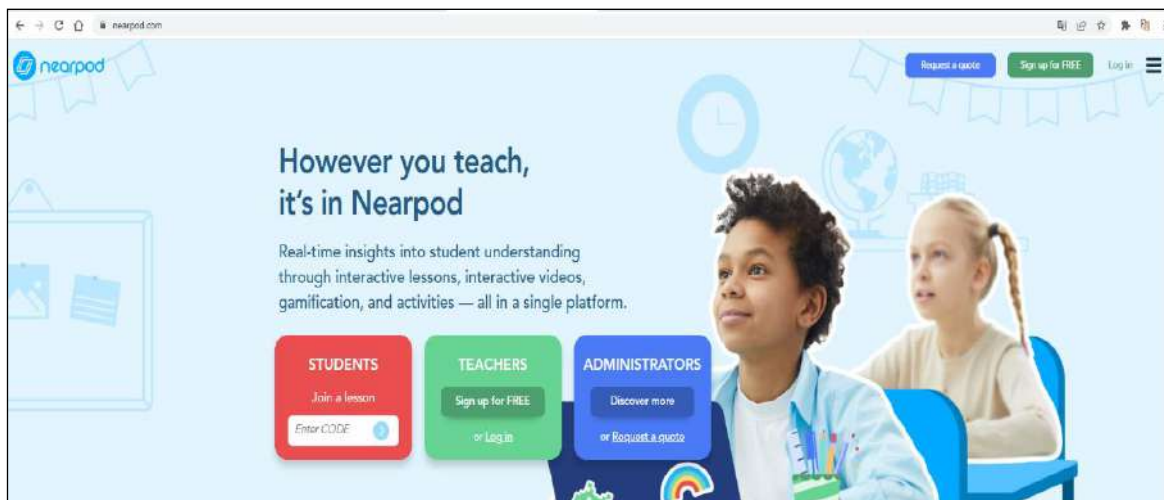 nearpod.com
nearpod
Request a quote
Sign up for FREE
Log in
However you teach,
it's in Nearpod
Real-time insights into student understanding
through interactive lessons, interactive videos,
gamification, and activities — all in a single platform.
STUDENTS
Join a lesson
Enter CODE
TEACHERS
Sign up for FREE
or Log in
ADMINISTRATORS
Discover more
or Request a quote